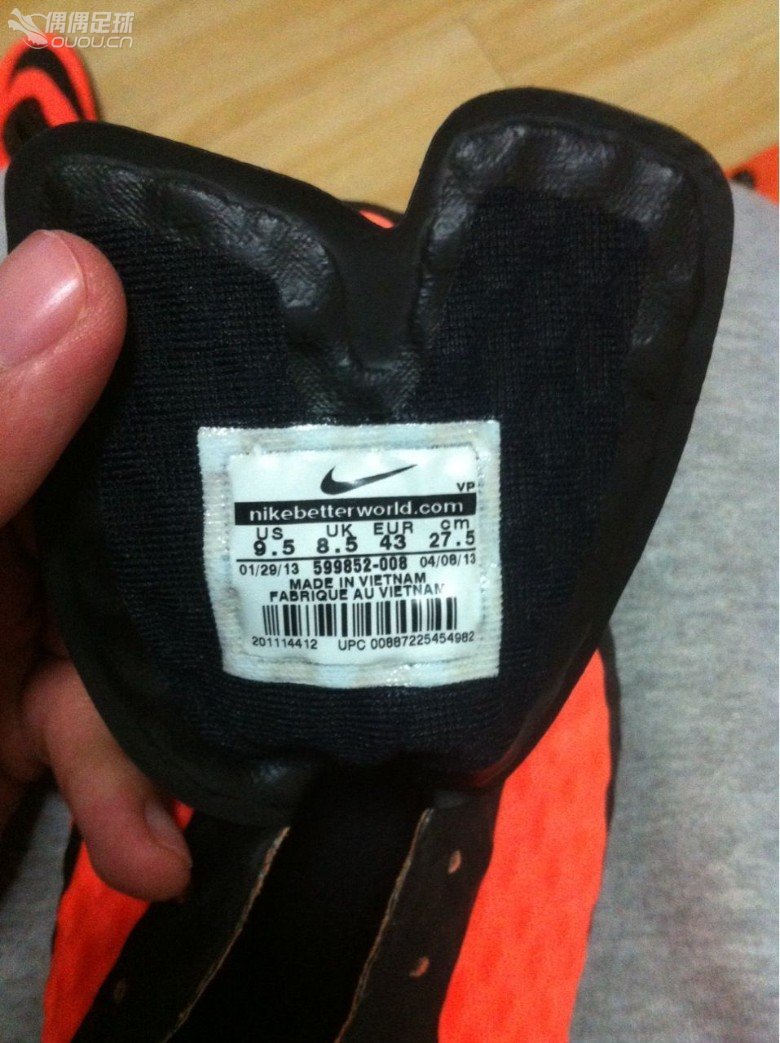 偶偶足球
OUOU.CN
VP
nikebetterworld.com
US UK EUR cm
9.5 8.5 43 27.5
01/29/13 599852-008 04/08/13
MADE IN VIETNAM
FABRIQUE AU VIETNAM
201114412 UPC 00887225454982